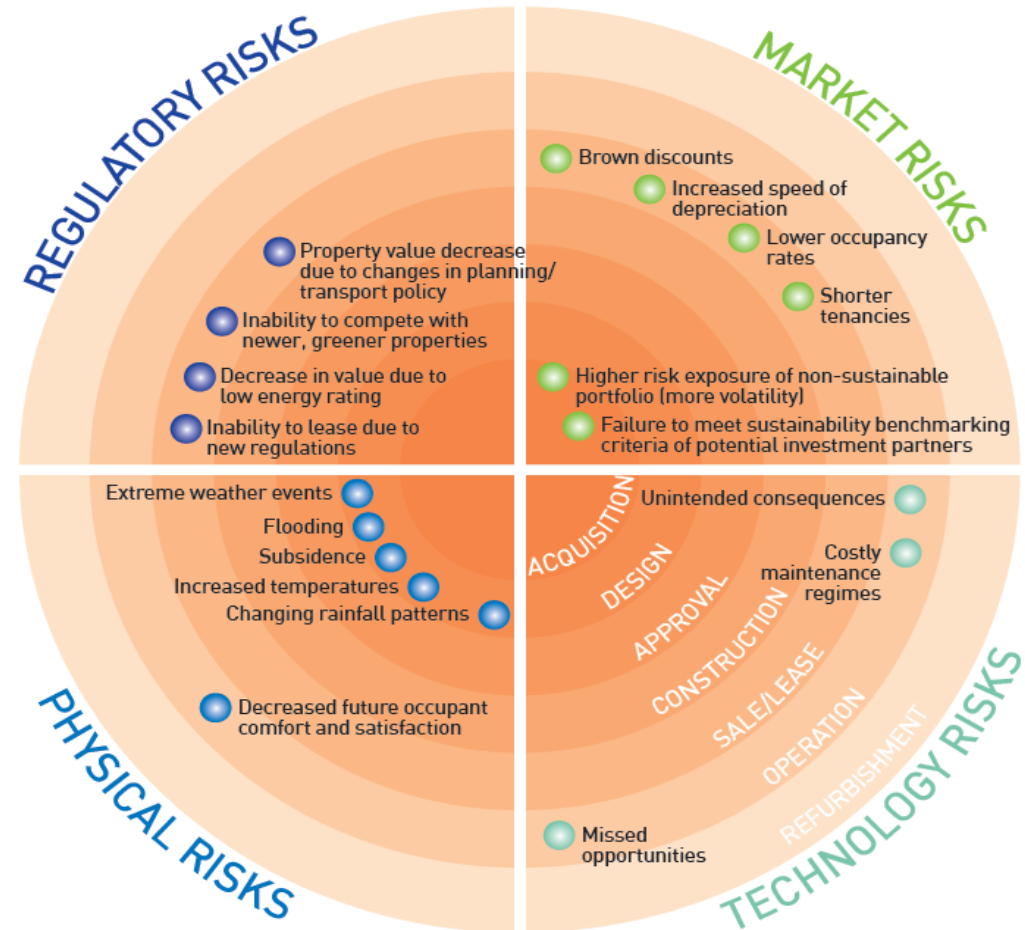 REGULATORY RISKS
Property value decrease
due to changes in planning/
transport policy
Inability to compete with
newer, greener properties
Decrease in value due to
low energy rating
Inability to lease due to
new regulations
MARKET RISKS
Brown discounts
Increased speed of
depreciation
Lower occupancy
rates
Shorter
tenancies
Higher risk exposure of non-sustainable
portfolio (more volatility)
Failure to meet sustainability benchmarking
criteria of potential investment partners
PHYSICAL RISKS
Extreme weather events
Flooding
Subsidence
Increased temperatures
Changing rainfall patterns
Decreased future occupant
comfort and satisfaction
TECHNOLOGY RISKS
Unintended consequences
Costly
maintenance
regimes
Missed
opportunities
ACQUISITION
DESIGN
APPROVAL
CONSTRUCTION
SALE/LEASE
OPERATION
REFURBISHMENT